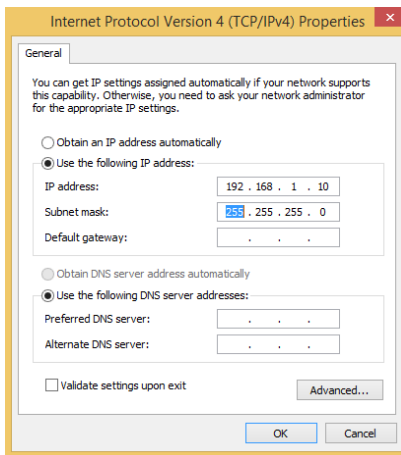 Internet Protocol Version 4 (TCP/IPv4) Properties
General
You can get IP settings assigned automatically if your network supports
this capability. Otherwise, you need to ask your network administrator
for the appropriate IP settings.
Obtain an IP address automatically
Use the following IP address:
IP address: 192 . 168 . 1 . 10
Subnet mask: 255 . 255 . 255 . 0
Default gateway: . . .
Obtain DNS server address automatically
Use the following DNS server addresses:
Preferred DNS server: . . .
Alternate DNS server: . . .
Validate settings upon exit
Advanced...
OK Cancel